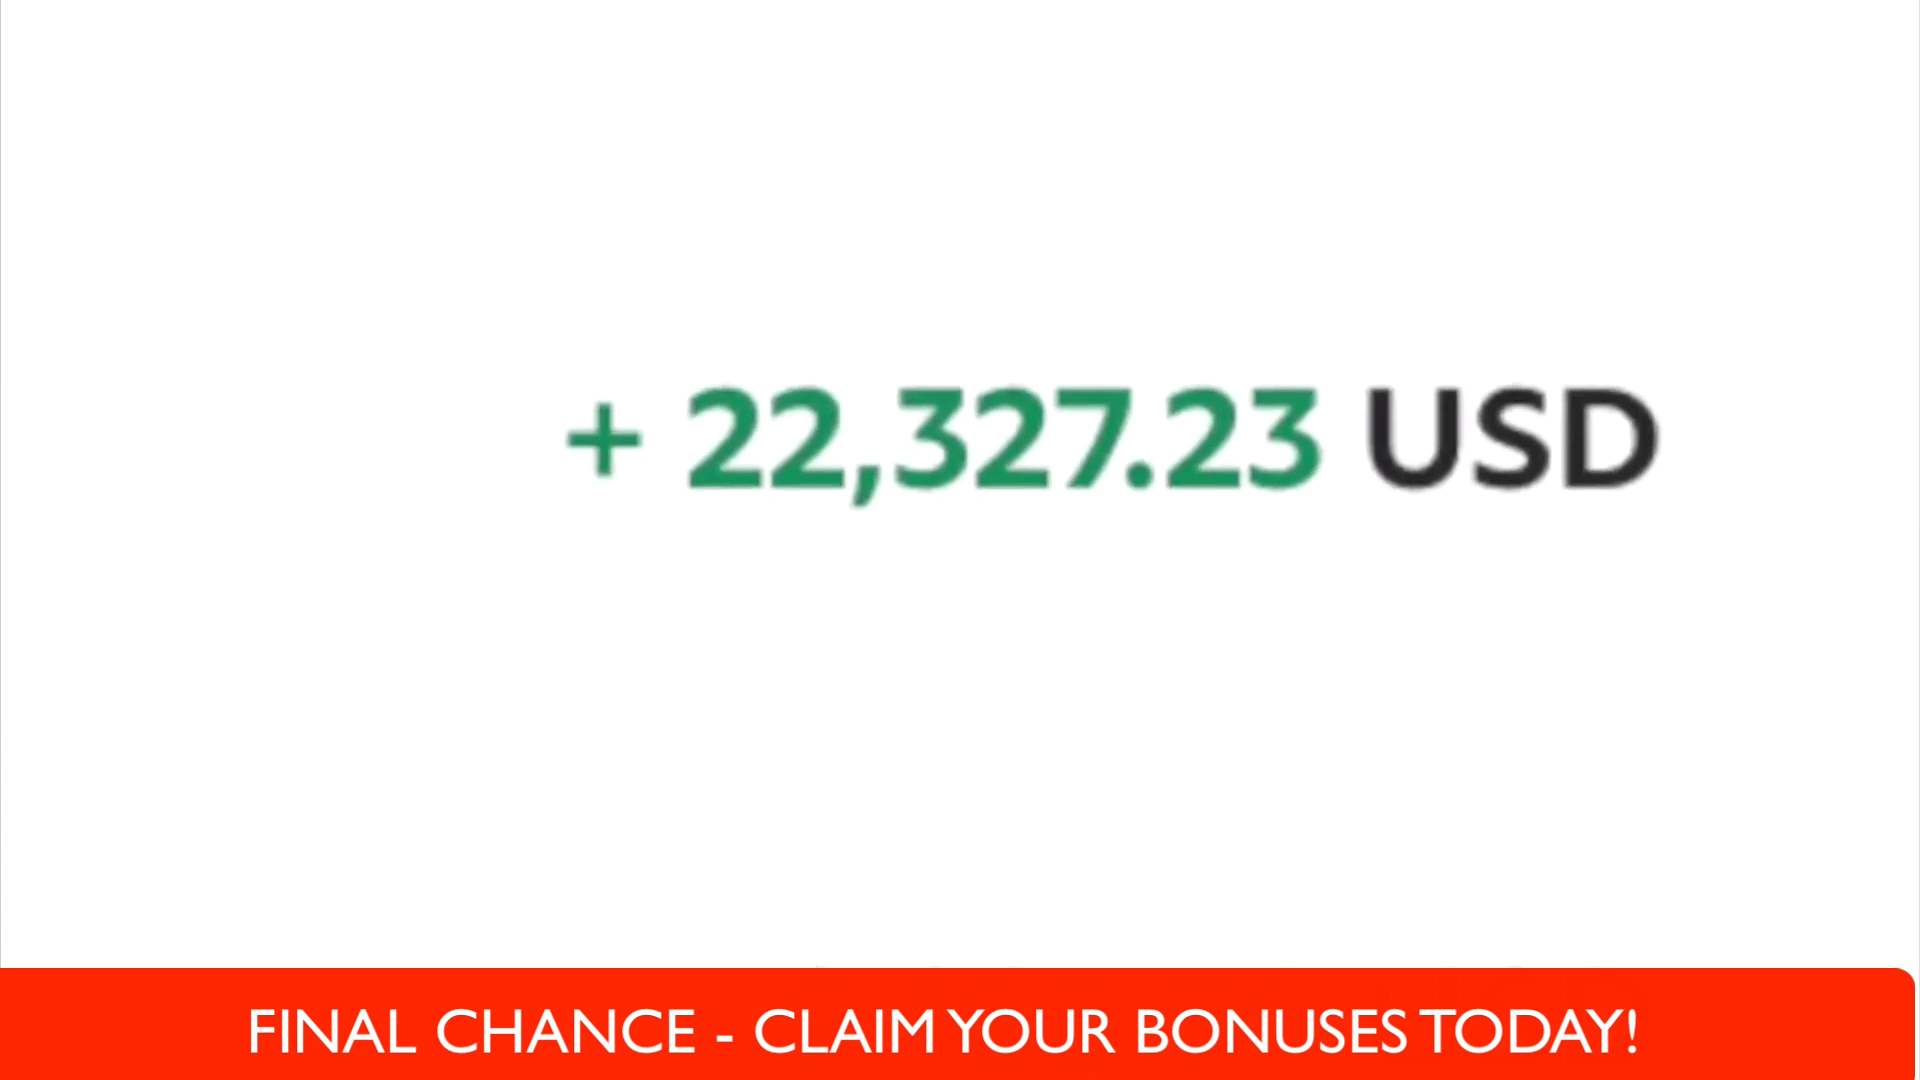 + 22,327.23 USD
FINAL CHANCE - CLAIM YOUR BONUSES TODAY!